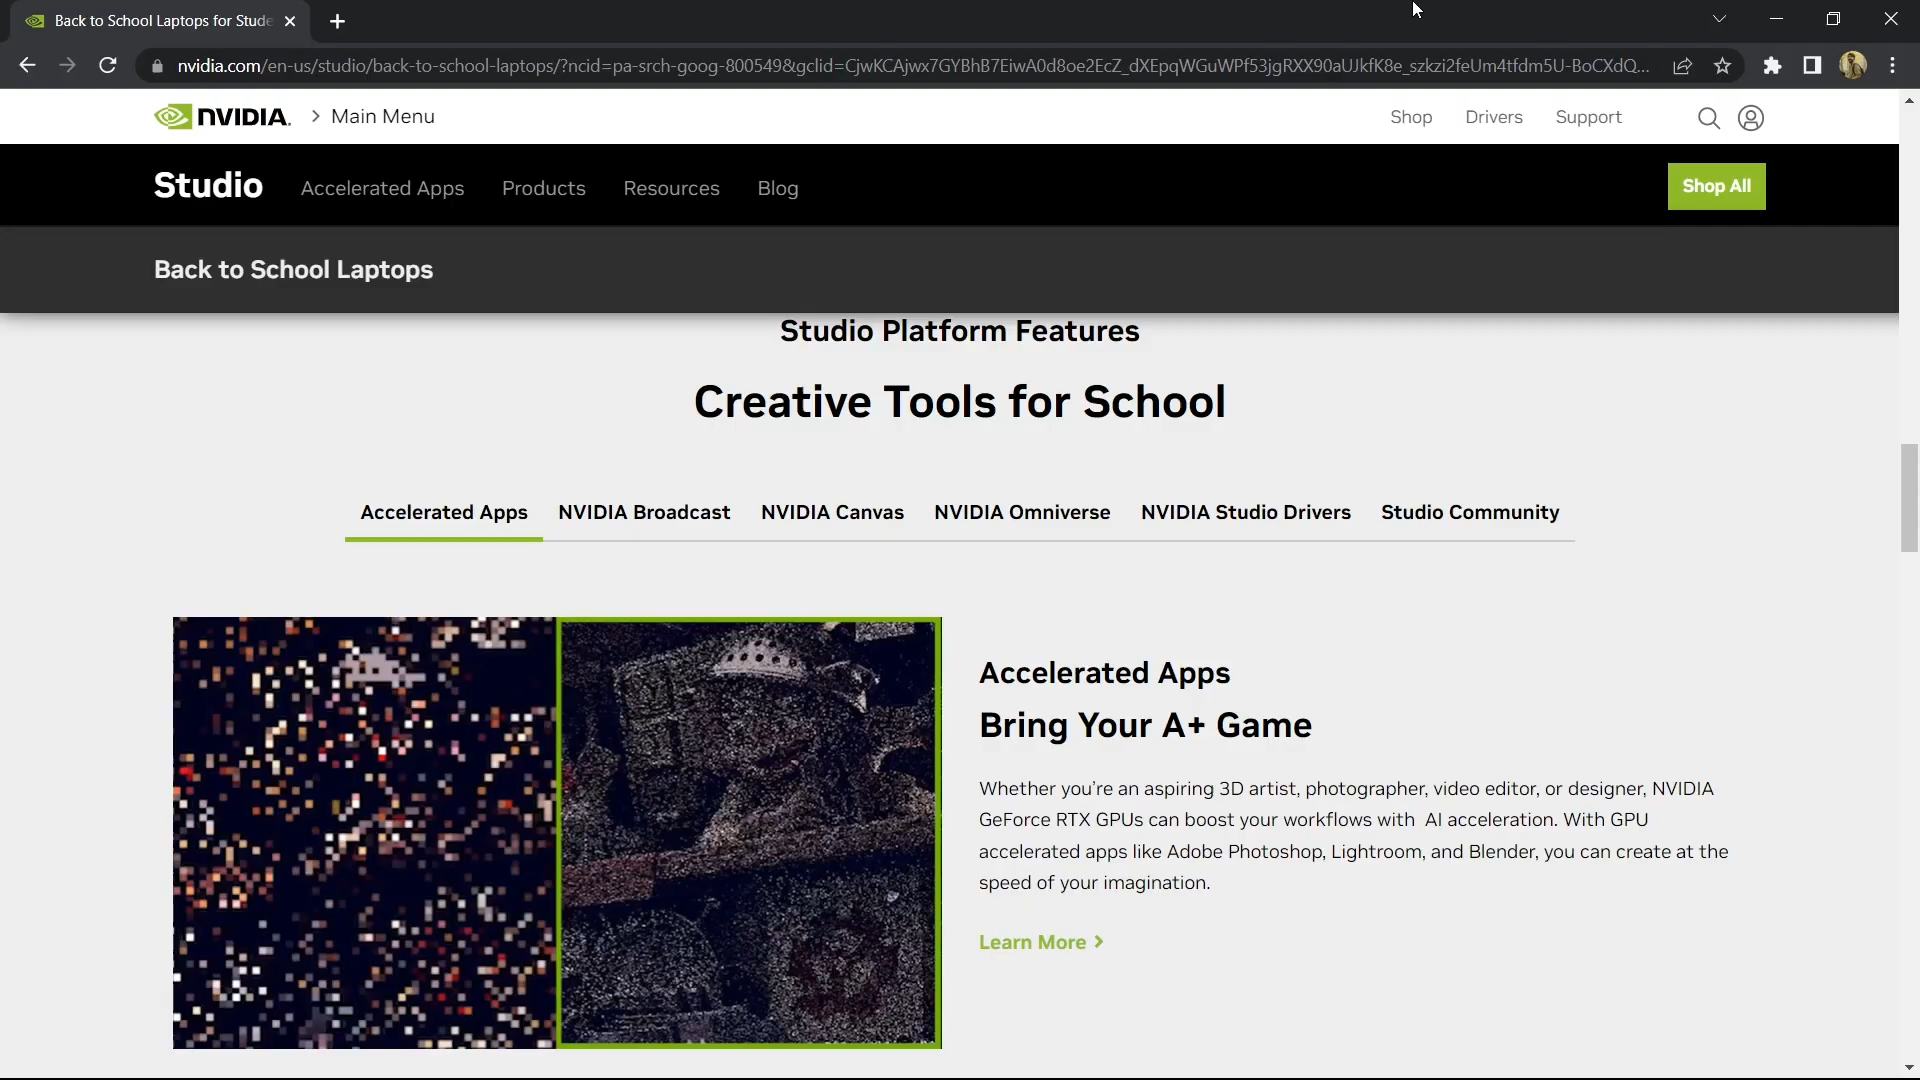 Back to School Laptops for Stude
nvidia.com/en-us/studio/back-to-school-laptops/?ncid=pa-srch-goog-800549&gclid=CjwKCAjwx7GYBhB7EiwA0d8oe2EcZ_dXEpqWGuWPf53jgRXX90aUJkfK8e_szkzi2feUm4tfdm5U-BoCXdQ...
NVIDIA. > Main Menu
Shop Drivers Support
Studio Accelerated Apps Products Resources Blog
Shop All
Back to School Laptops
Studio Platform Features
Creative Tools for School
Accelerated Apps NVIDIA Broadcast NVIDIA Canvas NVIDIA Omniverse NVIDIA Studio Drivers Studio Community
Accelerated Apps
Bring Your A+ Game
Whether you're an aspiring 3D artist, photographer, video editor, or designer, NVIDIA
GeForce RTX GPUs can boost your workflows with AI acceleration. With GPU
accelerated apps like Adobe Photoshop, Lightroom, and Blender, you can create at the
speed of your imagination.
Learn More >